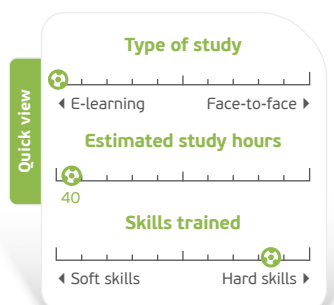 Quick view
Type of study
E-learning Face-to-face
Estimated study hours
40
Skills trained
Soft skills Hard skills